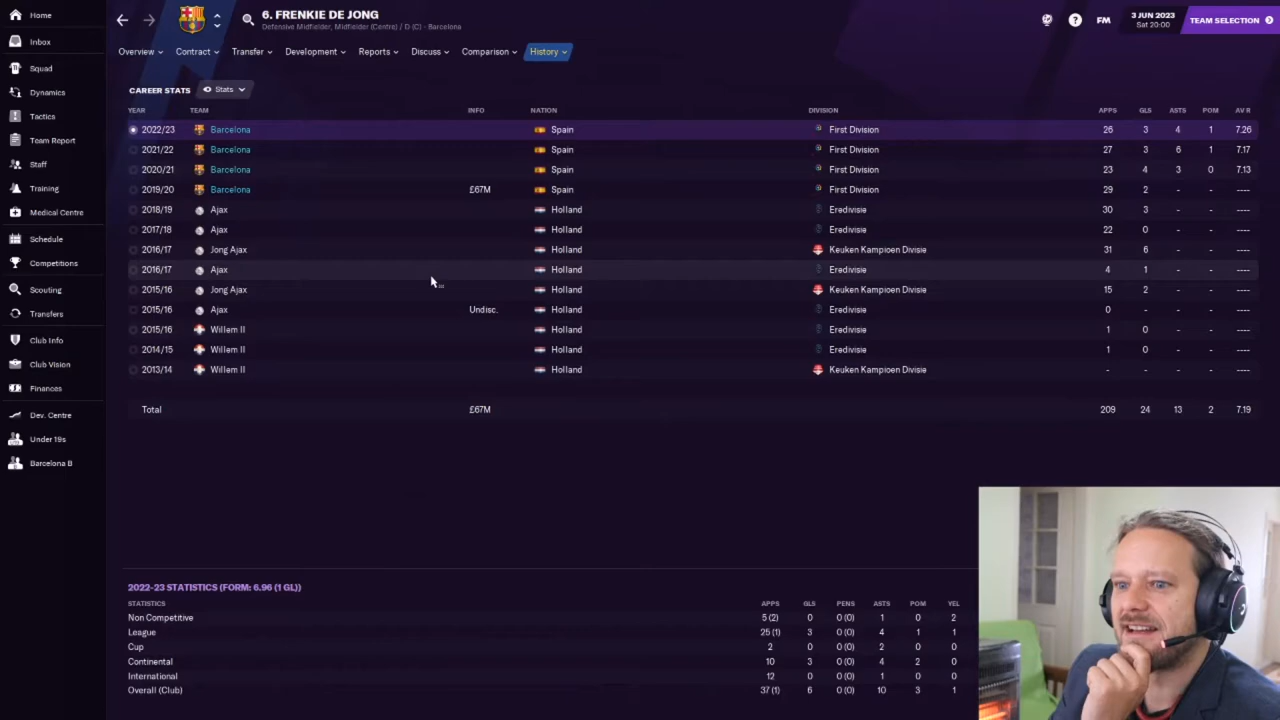 Home
Inbox
Squad
Dynamics
Tactics
Team Report
Staff
Training
Medical Centre
Schedule
Competitions
Scouting
Transfers
Club Info
Club Vision
Finances
Dev. Centre
Under 19s
Barcelona B
6. FRENKIE DE JONG
Defensive Midfielder, Midfielder (Centre) / D (C) - Barcelona
? FM 3 JUN 2023 TEAM SELECTION
Sat 20:00
Overview Contract Transfer Development Reports Discuss Comparison History
CAREER STATS Stats
YEAR TEAM INFO NATION DIVISION APPS GLS ASTS POM AV R
2022/23 Barcelona Spain First Division 26 3 4 1 7.26
2021/22 Barcelona Spain First Division 27 3 6 1 7.17
2020/21 Barcelona Spain First Division 23 4 3 0 7.13
2019/20 Barcelona £67M Spain First Division 29 2 - - ----
2018/19 Ajax Holland Eredivisie 30 3 - - ----
2017/18 Ajax Holland Eredivisie 22 0 - - ----
2016/17 Jong Ajax Holland Keuken Kampioen Divisie 31 6 - - ----
2016/17 Ajax Holland Eredivisie 4 1 - - ----
2015/16 Jong Ajax Holland Keuken Kampioen Divisie 15 2 - - ----
2015/16 Ajax Undisc. Holland Eredivisie 0 - - - ----
2015/16 Willem II Holland Eredivisie 1 0 - - ----
2014/15 Willem II Holland Eredivisie 1 0 - - ----
2013/14 Willem II Holland Keuken Kampioen Divisie - - - - ----
Total £67M 209 24 13 2 7.19
2022-23 STATISTICS (FORM: 6.96 (1 GL))
STATISTICS APPS GLS PENS ASTS POM YEL
Non Competitive 5 (2) 0 0 (0) 1 0 2
League 25 (1) 3 0 (0) 4 1 1
Cup 2 0 0 (0) 2 0 0
Continental 10 3 0 (0) 4 2 0
International 12 0 0 (0) 1 0 0
Overall (Club) 37 (1) 6 0 (0) 10 3 1